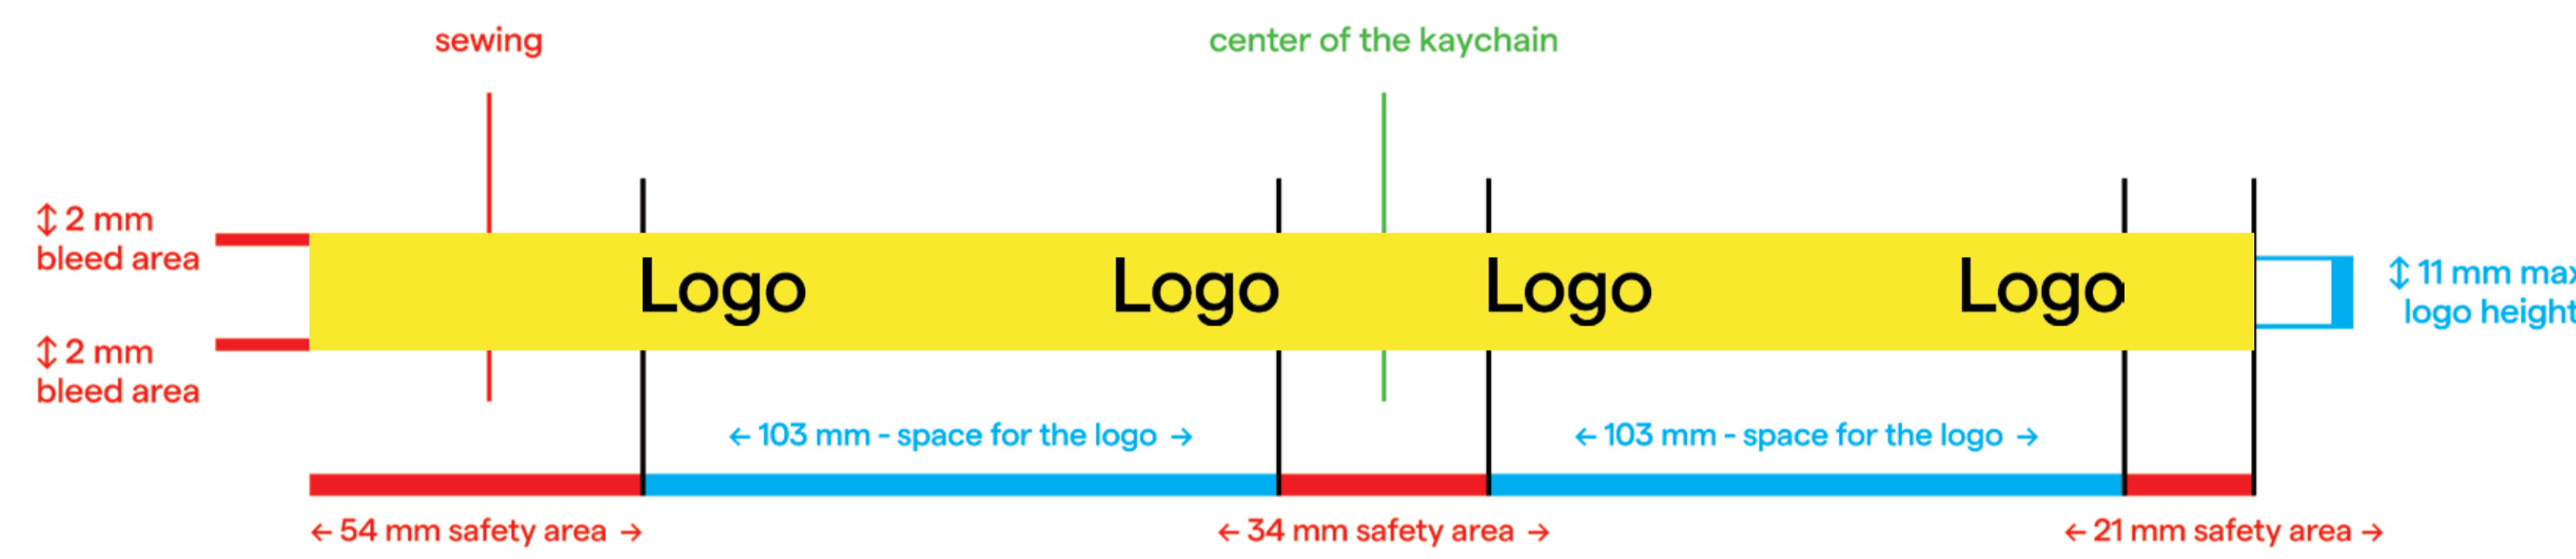 sewing
center of the kaychain
↕ 2 mm
bleed area
Logo Logo Logo Logo
↕ 11 mm max
logo height
↕ 2 mm
bleed area
← 103 mm - space for the logo →
← 103 mm - space for the logo →
← 54 mm safety area →
← 34 mm safety area →
← 21 mm safety area →